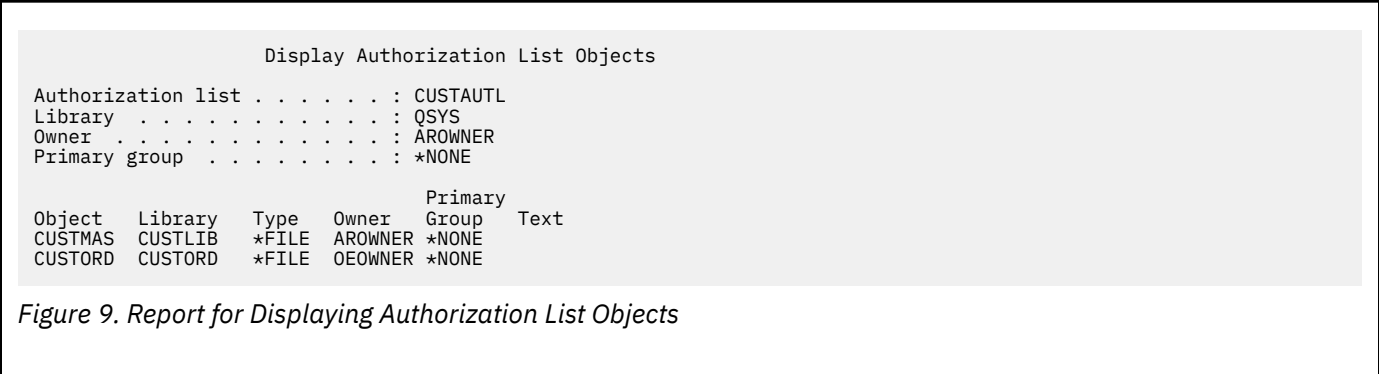 Display Authorization List Objects
Authorization list . . . . . . : CUSTAUTL
Library . . . . . . . . . . . : QSYS
Owner . . . . . . . . . . . . : AROWNER
Primary group . . . . . . . . : *NONE
Primary
Object Library Type Owner Group Text
CUSTMAS CUSTLIB *FILE AROWNER *NONE
CUSTORD CUSTORD *FILE OEOWNER *NONE
Figure 9. Report for Displaying Authorization List Objects